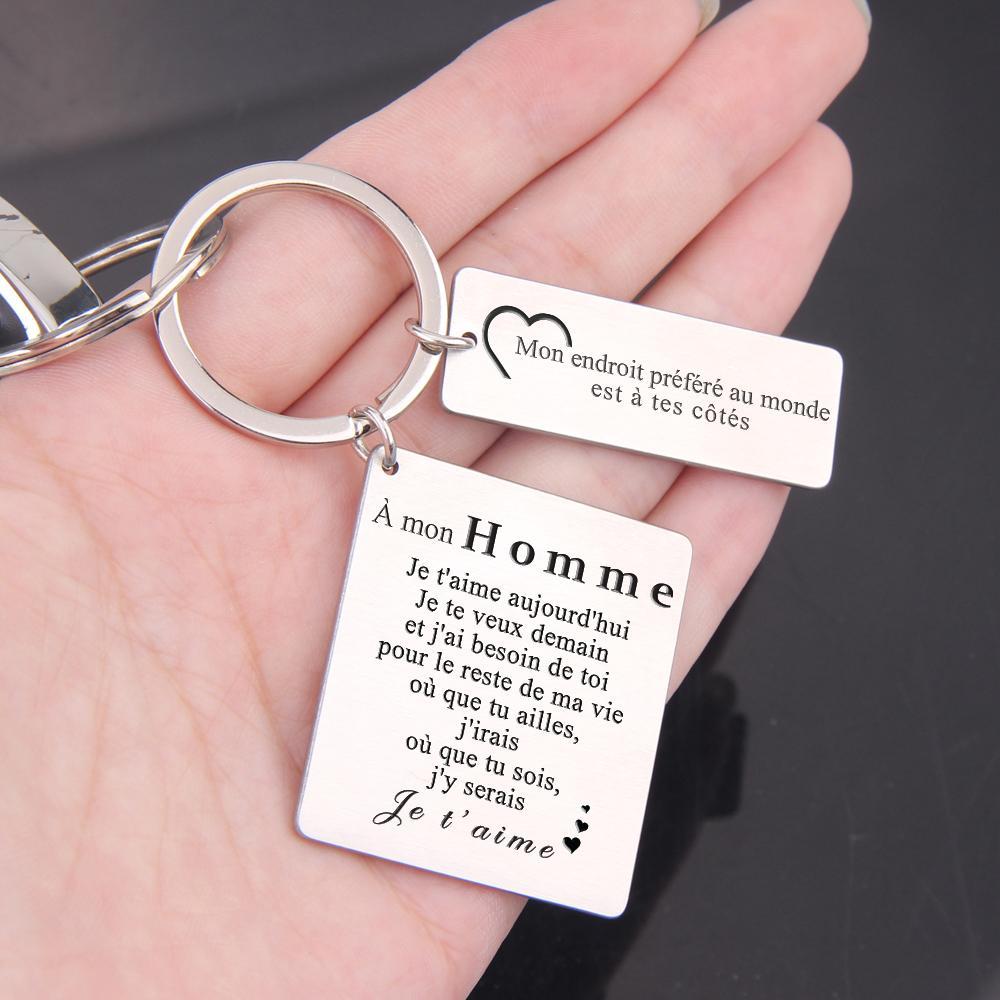 Mon endroit préféré au monde
est à tes côtés
À mon Homme
Je t'aime aujourd'hui
Je te veux demain
et j'ai besoin de toi
pour le reste de ma vie
où que tu ailles,
j'irais
où que tu sois,
j'y serais
Je t'aime